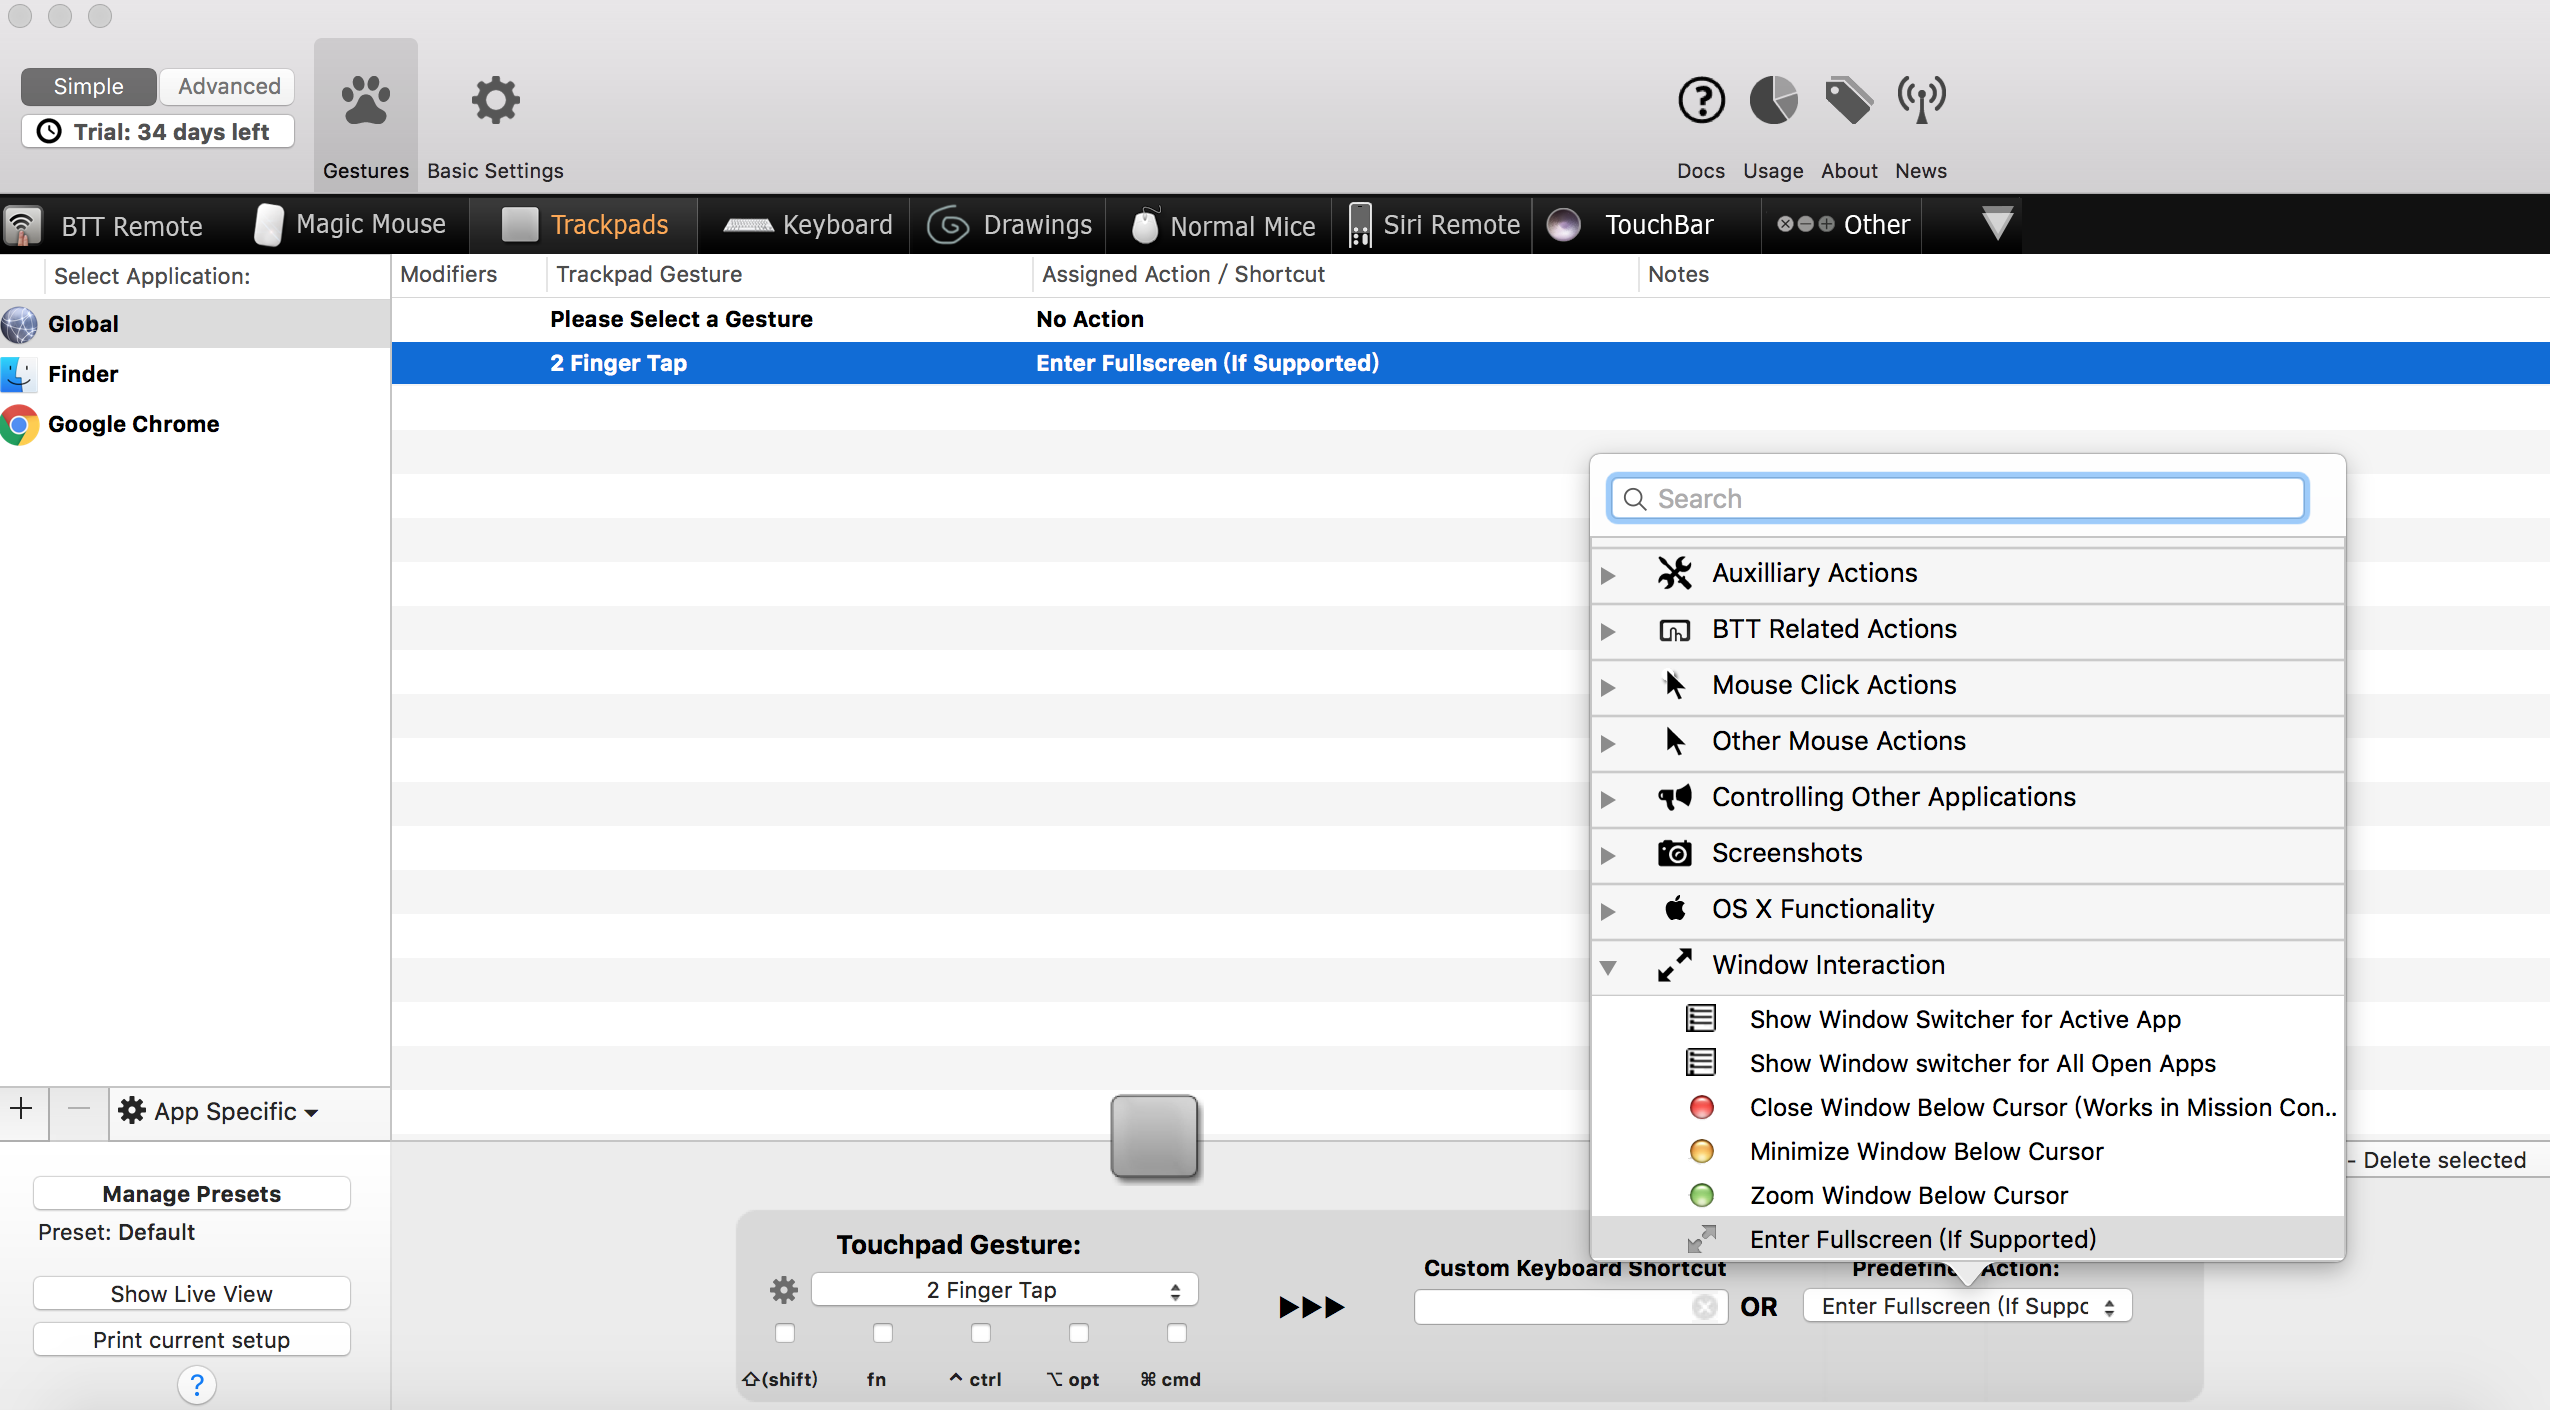 Simple Advanced
Trial: 34 days left
Gestures Basic Settings
Docs Usage About News
BTT Remote Magic Mouse Trackpads Keyboard Drawings Normal Mice Siri Remote TouchBar Other
Select Application:
Global
Finder
Google Chrome
Modifiers Trackpad Gesture Assigned Action / Shortcut Notes
Please Select a Gesture No Action
2 Finger Tap Enter Fullscreen (If Supported)
Search
Auxilliary Actions
BTT Related Actions
Mouse Click Actions
Other Mouse Actions
Controlling Other Applications
Screenshots
OS X Functionality
Window Interaction
Show Window Switcher for Active App
Show Window switcher for All Open Apps
Close Window Below Cursor (Works in Mission Con..
Minimize Window Below Cursor
Zoom Window Below Cursor
Enter Fullscreen (If Supported)
+ − App Specific
- Delete selected
Manage Presets
Preset: Default
Show Live View
Print current setup
?
Touchpad Gesture:
2 Finger Tap
⇧(shift) fn ^ ctrl ⌥ opt ⌘ cmd
Custom Keyboard Shortcut
OR
Predefine Action:
Enter Fullscreen (If Suppc